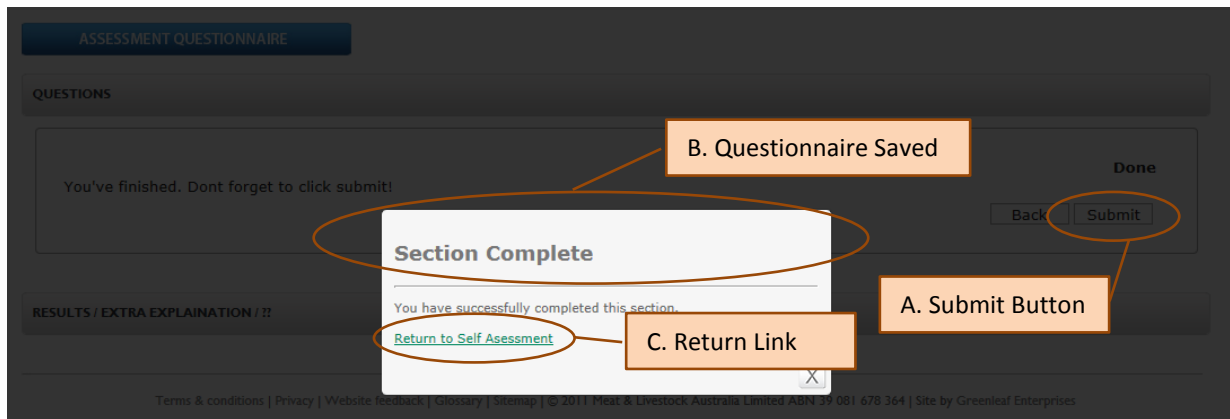 ASSESSMENT QUESTIONNAIRE
QUESTIONS
B. Questionnaire Saved
Done
You've finished. Dont forget to click submit!
Back Submit
Section Complete
You have successfully completed this section.
A. Submit Button
RESULTS / EXTRA EXPLAINATION / ??
Return to Self Asessment
C. Return Link
X
Terms & conditions | Privacy | Website feedback | Glossary | Sitemap | © 2011 Meat & Livestock Australia Limited ABN 39 081 678 364 | Site by Greenleaf Enterprises